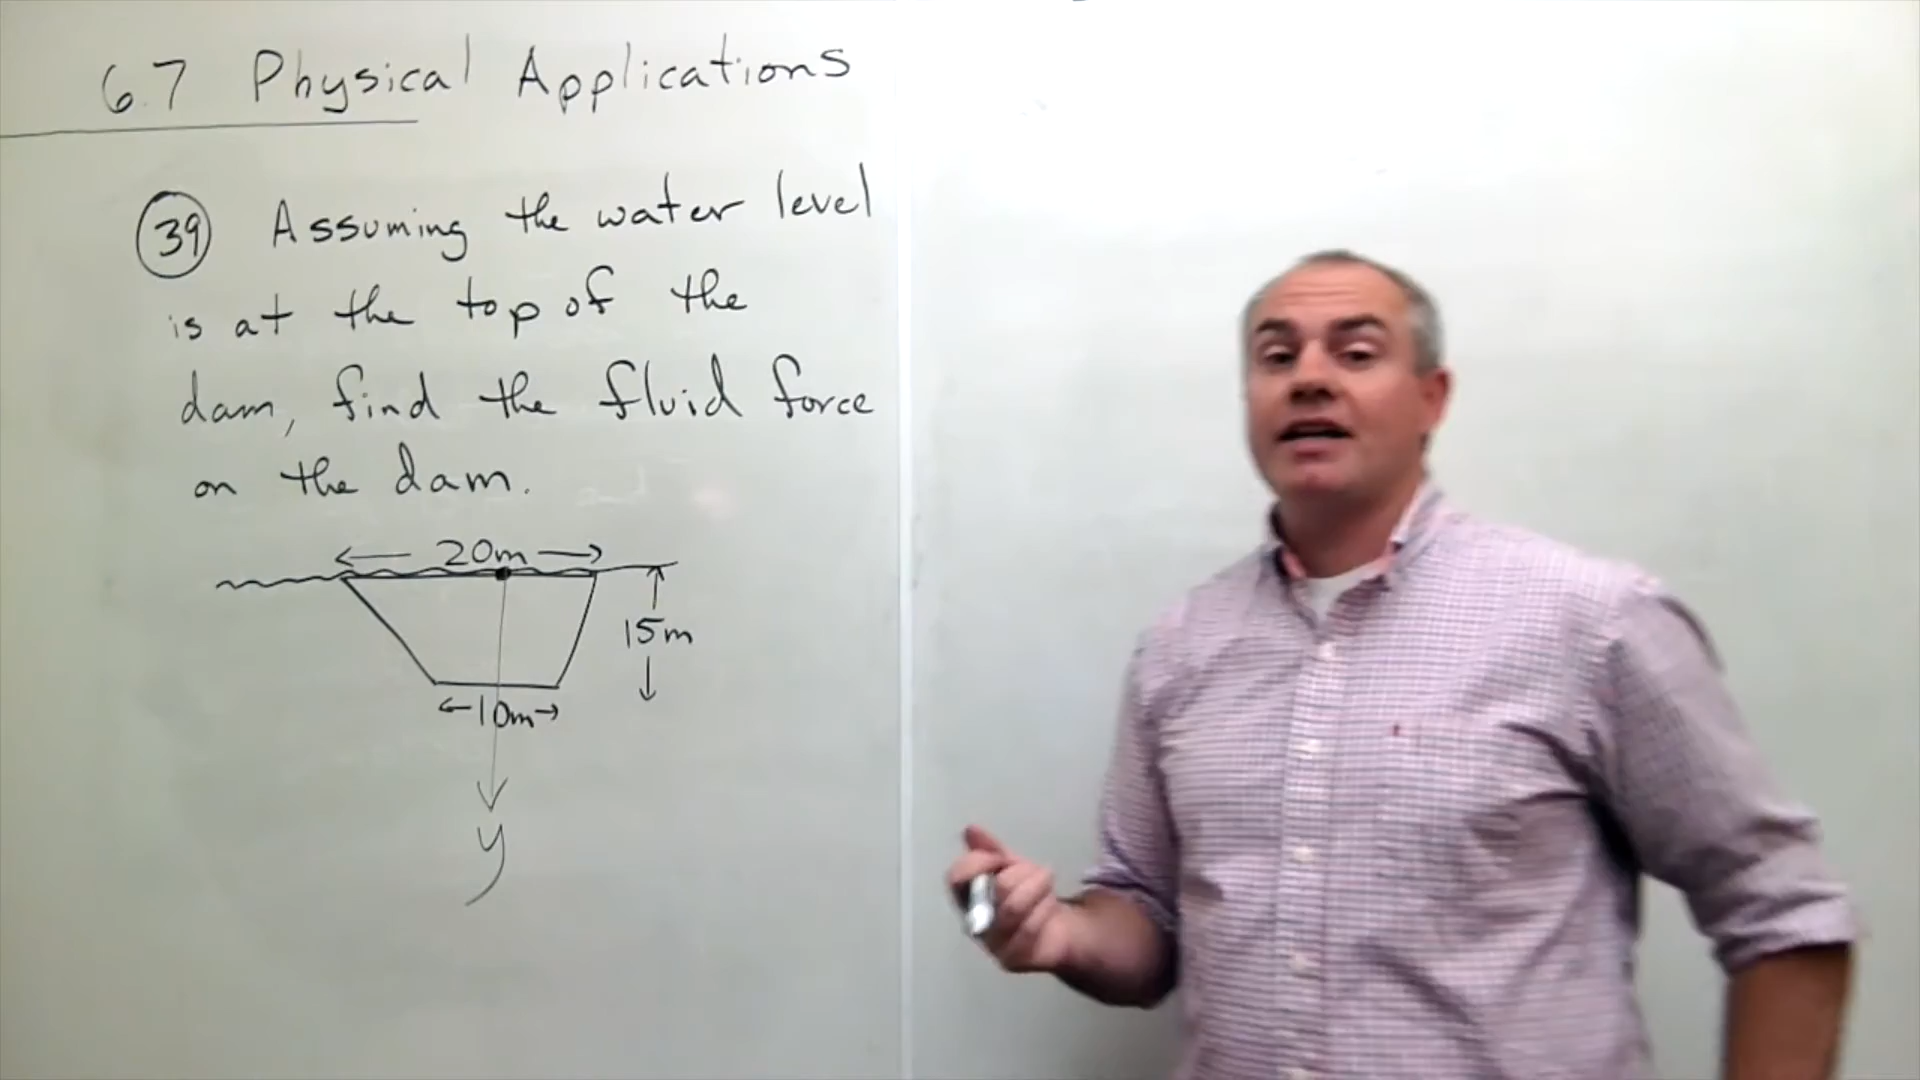 6.7 Physical Applications
39 Assuming the water level
is at the top of the
dam, find the fluid force
on the dam.
20m
15m
10m
y